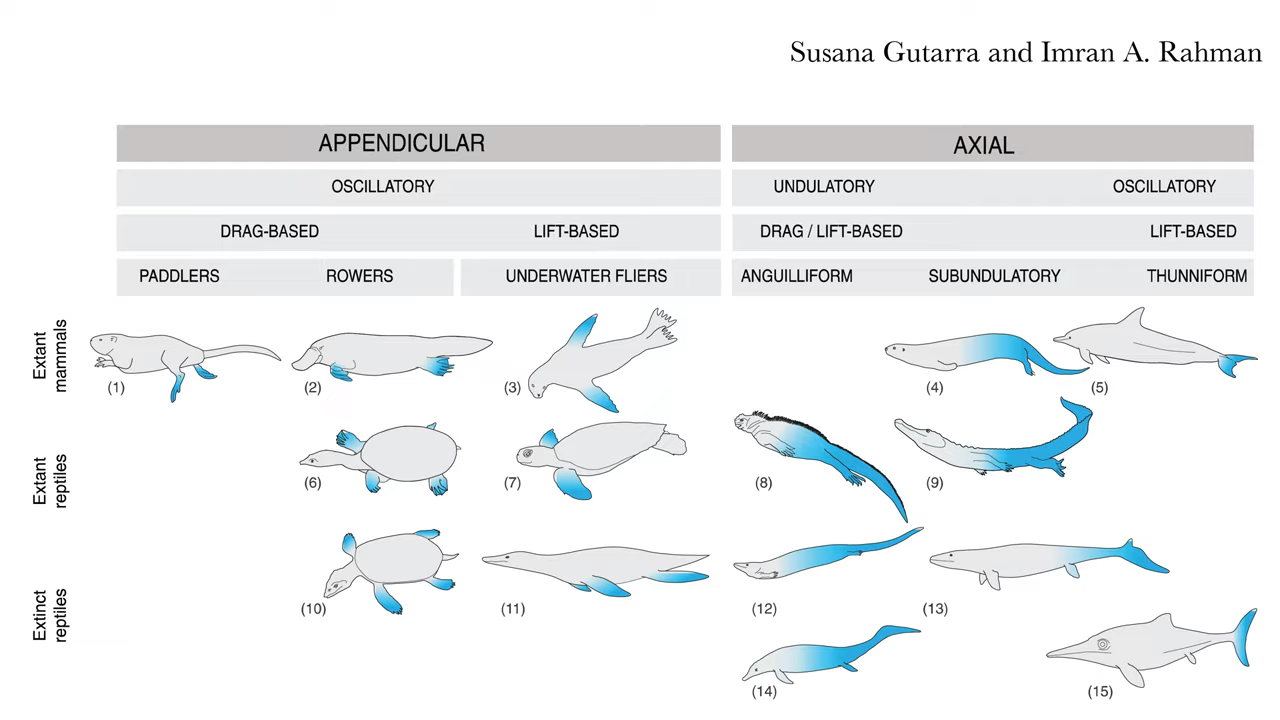 Susana Gutarra and Imran A. Rahman
APPENDICULAR
AXIAL
OSCILLATORY
UNDULATORY
OSCILLATORY
DRAG-BASED
LIFT-BASED
DRAG / LIFT-BASED
LIFT-BASED
PADDLERS
ROWERS
UNDERWATER FLIERS
ANGUILLIFORM
SUBUNDULATORY
THUNNIFORM
Extant
mammals
(1)
(2)
(3)
(4)
(5)
Extant
reptiles
(6)
(7)
(8)
(9)
Extinct
reptiles
(10)
(11)
(12)
(13)
(14)
(15)